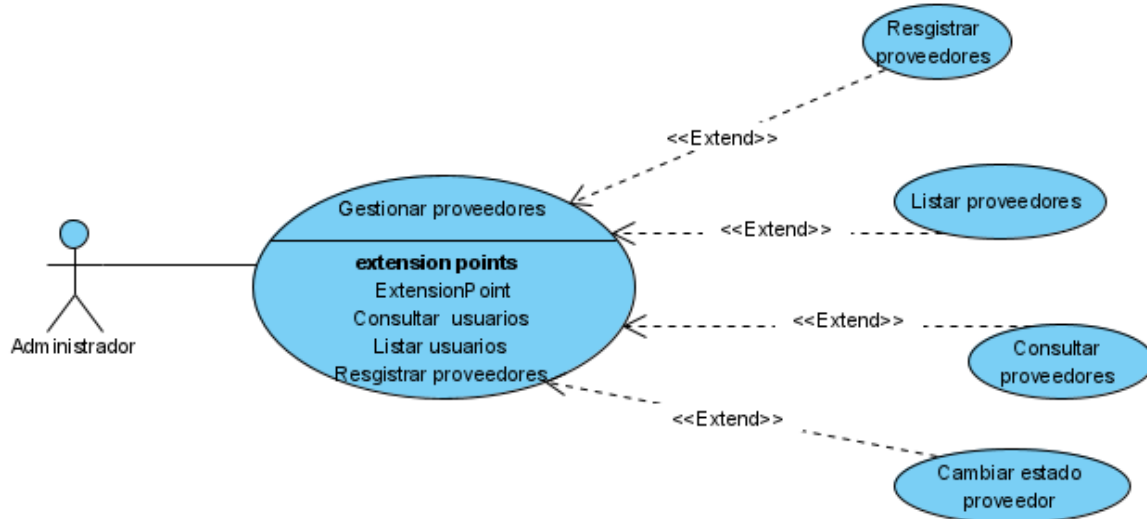 Resgistrar
proveedores
<<Extend>>
Gestionar proveedores
Listar proveedores
<<Extend>>
extension points
ExtensionPoint
Consultar usuarios
Listar usuarios
Resgistrar proveedores
Administrador
<<Extend>>
Consultar
proveedores
<<Extend>>
Cambiar estado
proveedor